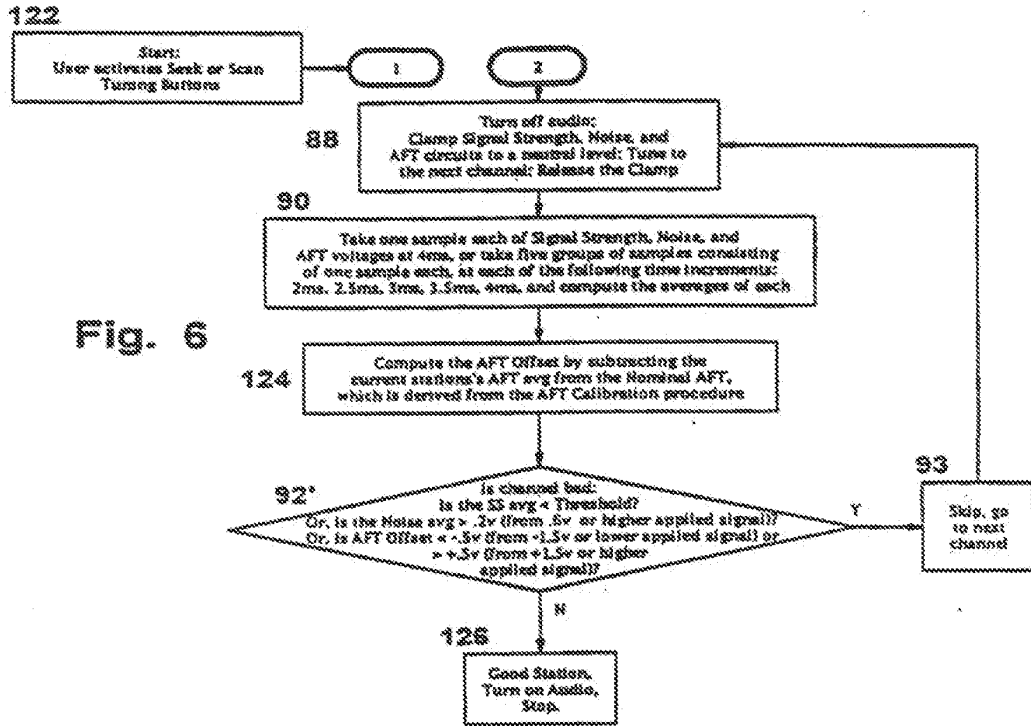 122
Start:
User activates Seek or Scan
Tuning Buttons
1
2
88
Turn off audio:
Clamp Signal Strength, Noise, and
AFT circuits to a neutral level: Tune to
the next channel: Release the Clamp
90
Take one sample each of Signal Strength, Noise, and
AFT voltages at 4ms, or take five groups of samples consisting
of one sample each, at each of the following time increments:
2ms, 2.5ms, 3ms, 3.5ms, 4ms, and compute the averages of each
Fig. 6
124
Compute the AFT Offset by subtracting the
current stations's AFT avg from the Nominal AFT,
which is derived from the AFT Calibration procedure
92'
Is channel bad:
Is the SS avg < Threshold?
Or, is the Noise avg > .2v (from .6v or higher applied signal)?
Or, is AFT Offset < -.5v (from -1.5v or lower applied signal) or
> +.5v (from +1.5v or higher
applied signal)?
Y
93
Skip, go
to next
channel
N
126
Good Station,
Turn on Audio,
Stop.